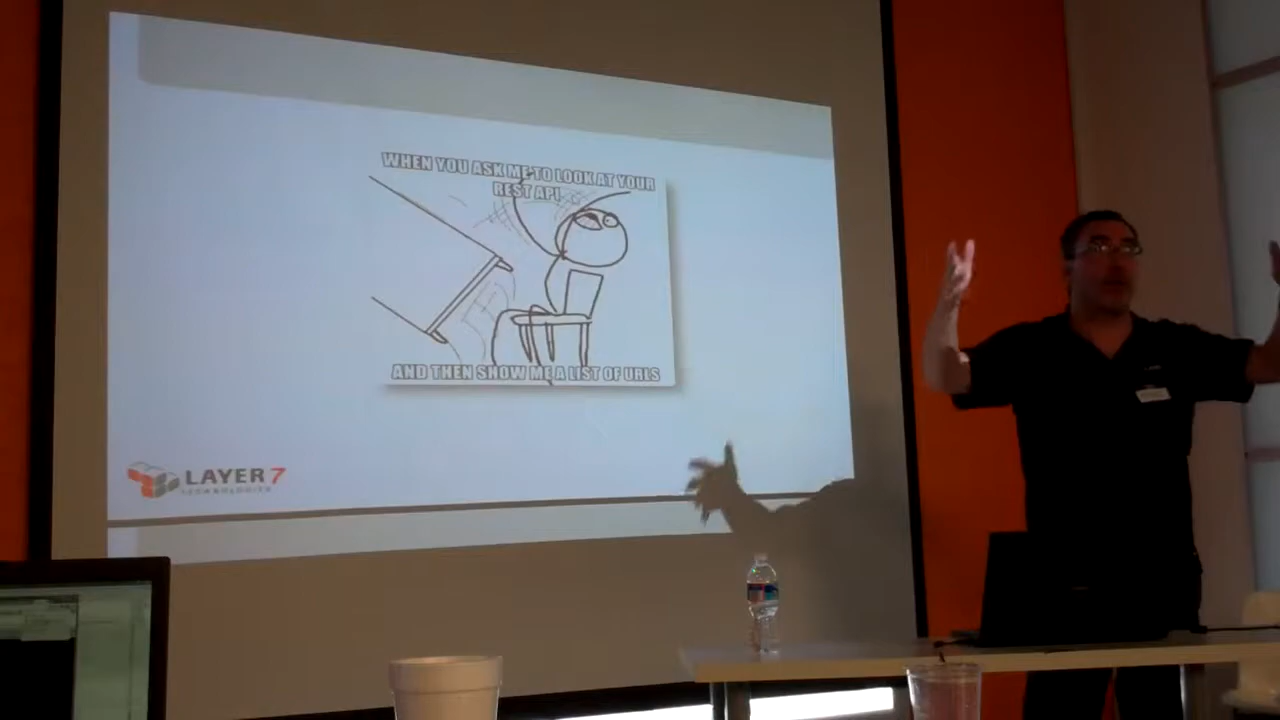 WHEN YOU ASK ME TO LOOK AT YOUR
REST API
AND THEN SHOW ME A LIST OF URLS
LAYER 7
TECHNOLOGIES